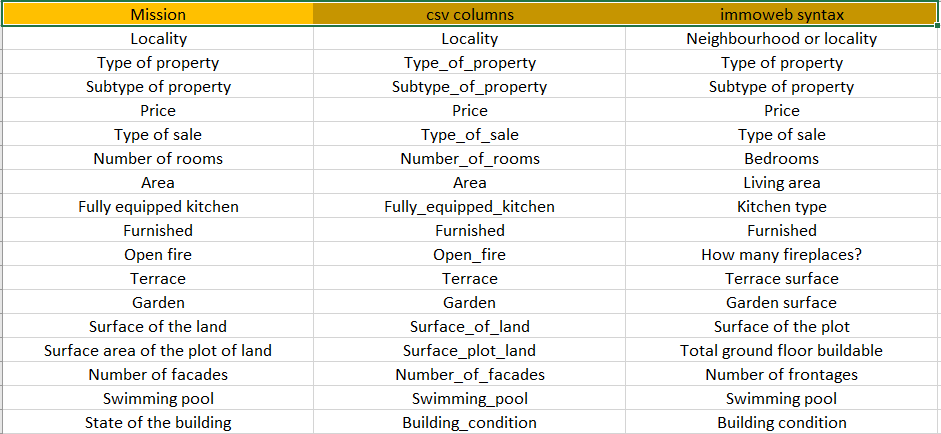 Mission csv columns immoweb syntax
Locality Locality Neighbourhood or locality
Type of property Type_of_property Type of property
Subtype of property Subtype_of_property Subtype of property
Price Price Price
Type of sale Type_of_sale Type of sale
Number of rooms Number_of_rooms Bedrooms
Area Area Living area
Fully equipped kitchen Fully_equipped_kitchen Kitchen type
Furnished Furnished Furnished
Open fire Open_fire How many fireplaces?
Terrace Terrace Terrace surface
Garden Garden Garden surface
Surface of the land Surface_of_land Surface of the plot
Surface area of the plot of land Surface_plot_land Total ground floor buildable
Number of facades Number_of_facades Number of frontages
Swimming pool Swimming_pool Swimming pool
State of the building Building_condition Building condition